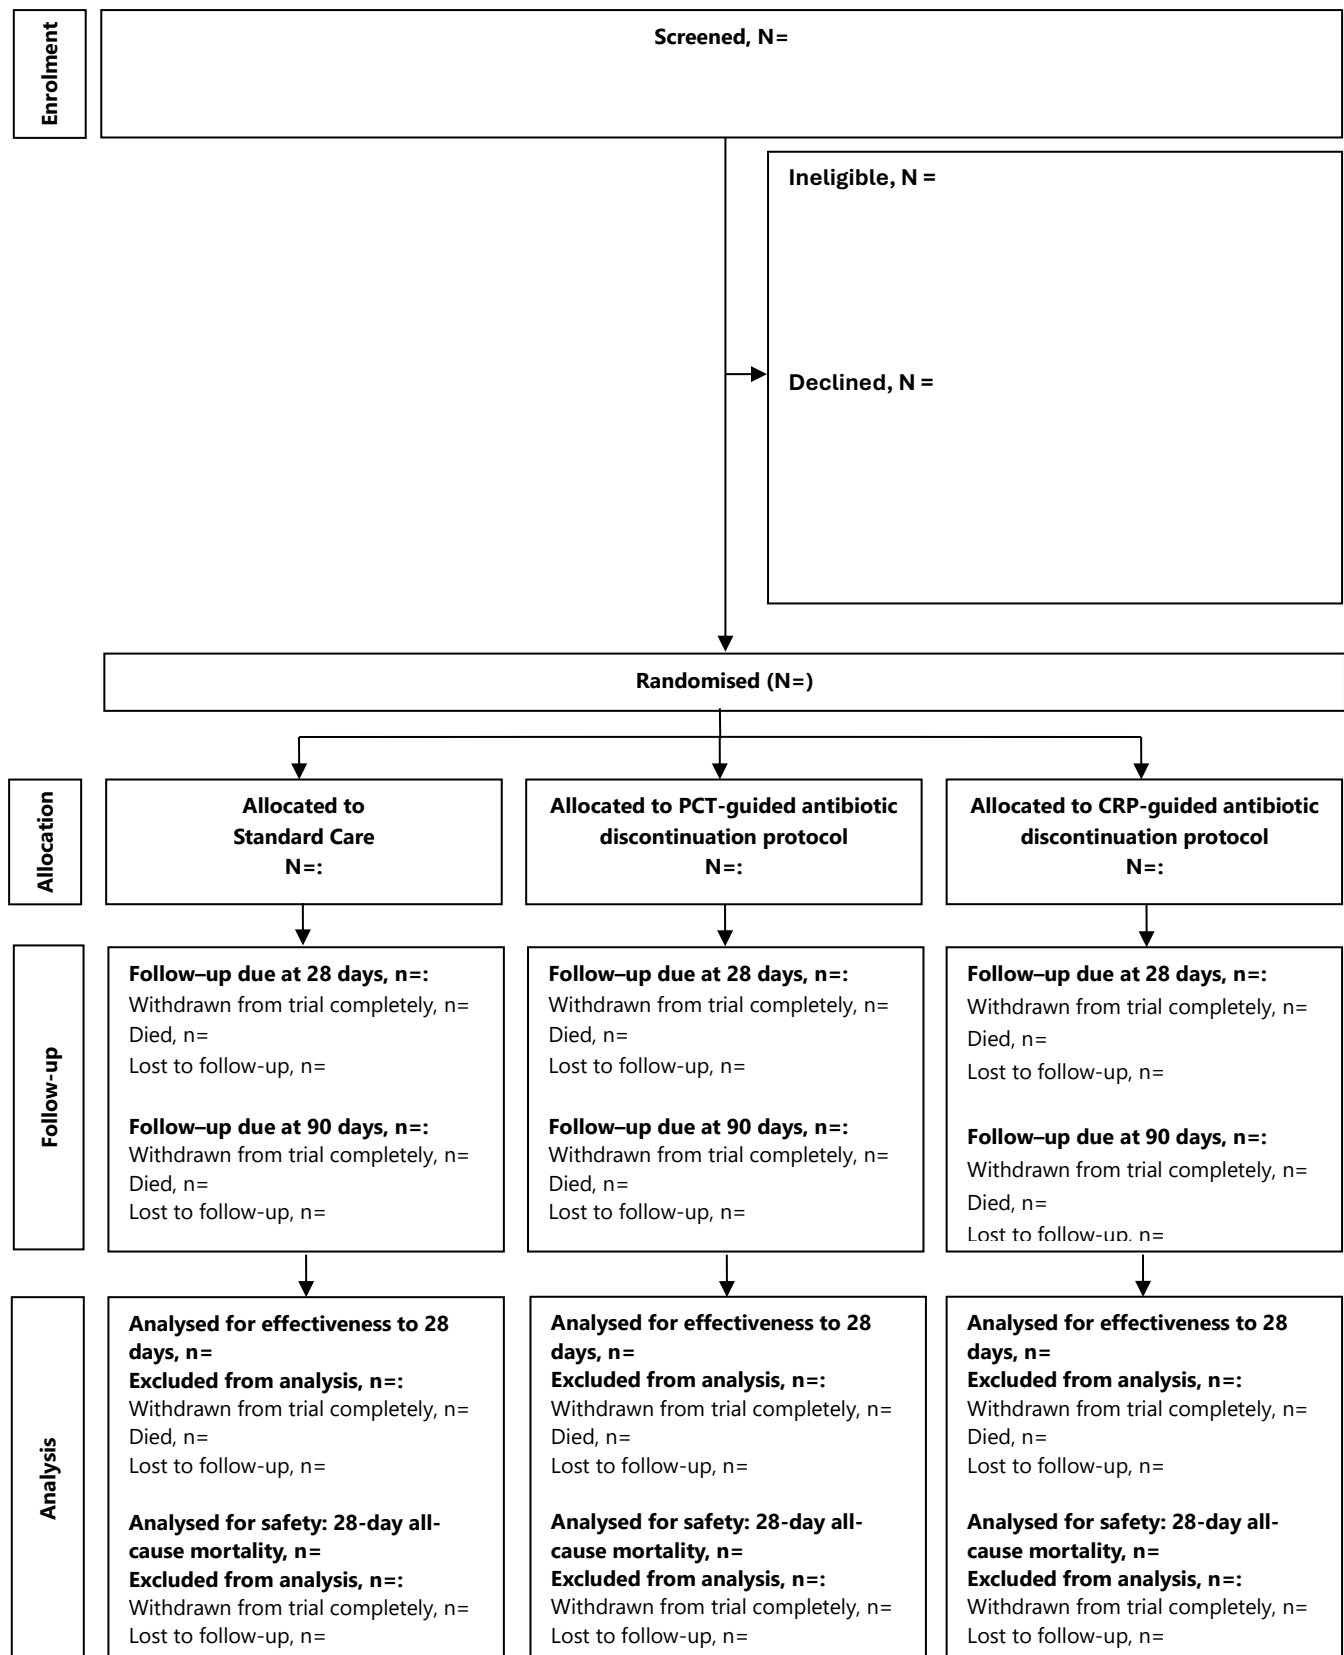 Enrolment
Screened, N=
Ineligible, N =
Declined, N =
Randomised (N=)
Allocation
Allocated to
Standard Care
N=:
Allocated to PCT-guided antibiotic
discontinuation protocol
N=:
Allocated to CRP-guided antibiotic
discontinuation protocol
N=:
Follow-up
Follow–up due at 28 days, n=:
Withdrawn from trial completely, n=
Died, n=
Lost to follow-up, n=
Follow–up due at 90 days, n=:
Withdrawn from trial completely, n=
Died, n=
Lost to follow-up, n=
Follow–up due at 28 days, n=:
Withdrawn from trial completely, n=
Died, n=
Lost to follow-up, n=
Follow–up due at 90 days, n=:
Withdrawn from trial completely, n=
Died, n=
Lost to follow-up, n=
Follow–up due at 28 days, n=:
Withdrawn from trial completely, n=
Died, n=
Lost to follow-up, n=
Follow–up due at 90 days, n=:
Withdrawn from trial completely, n=
Died, n=
Lost to follow-up, n=
Analysis
Analysed for effectiveness to 28
days, n=
Excluded from analysis, n=:
Withdrawn from trial completely, n=
Died, n=
Lost to follow-up, n=
Analysed for safety: 28-day all-
cause mortality, n=
Excluded from analysis, n=:
Withdrawn from trial completely, n=
Lost to follow-up, n=
Analysed for effectiveness to 28
days, n=
Excluded from analysis, n=:
Withdrawn from trial completely, n=
Died, n=
Lost to follow-up, n=
Analysed for safety: 28-day all-
cause mortality, n=
Excluded from analysis, n=:
Withdrawn from trial completely, n=
Lost to follow-up, n=
Analysed for effectiveness to 28
days, n=
Excluded from analysis, n=:
Withdrawn from trial completely, n=
Died, n=
Lost to follow-up, n=
Analysed for safety: 28-day all-
cause mortality, n=
Excluded from analysis, n=:
Withdrawn from trial completely, n=
Lost to follow-up, n=